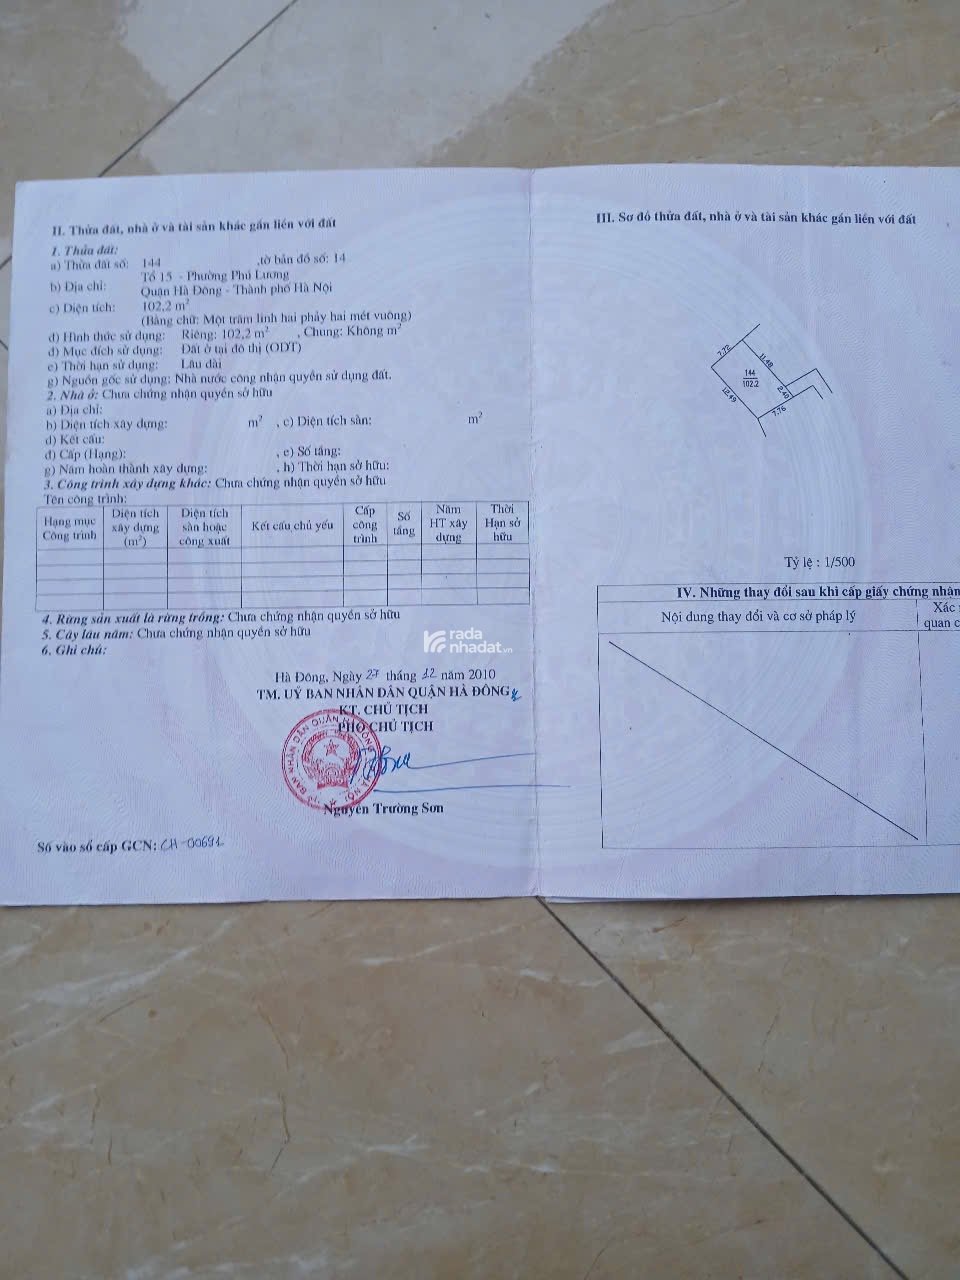 II. Thửa đất, nhà ở và tài sản khác gắn liền với đất
1. Thửa đất:
a) Thửa đất số: 144 ,tờ bản đồ số: 14
b) Địa chỉ: Tổ 15 - Phường Phú Lương
Quận Hà Đông - Thành phố Hà Nội
c) Diện tích: 102,2 m²
(Bằng chữ: Một trăm linh hai phảy hai mét vuông)
d) Hình thức sử dụng: Riêng: 102,2 m² , Chung: Không m²
đ) Mục đích sử dụng: Đất ở tại đô thị (ODT)
e) Thời hạn sử dụng: Lâu dài
g) Nguồn gốc sử dụng: Nhà nước công nhận quyền sử dụng đất.
2. Nhà ở: Chưa chứng nhận quyền sở hữu
a) Địa chỉ:
b) Diện tích xây dựng: m² , c) Diện tích sàn: m²
d) Kết cấu:
đ) Cấp (Hạng): , e) Số tầng:
g) Năm hoàn thành xây dựng: , h) Thời hạn sở hữu:
3. Công trình xây dựng khác: Chưa chứng nhận quyền sở hữu
Tên công trình:
Hạng mục Công trình
Diện tích xây dựng (m²)
Diện tích sàn hoặc công xuất
Kết cấu chủ yếu
Cấp công trình
Số tầng
Năm HT xây dựng
Thời Hạn sở hữu
4. Rừng sản xuất là rừng trồng: Chưa chứng nhận quyền sở hữu
5. Cây lâu năm: Chưa chứng nhận quyền sở hữu
6. Ghi chú:
Hà Đông, Ngày 27 tháng 12 năm 2010
TM. UỶ BAN NHÂN DÂN QUẬN HÀ ĐÔNG
KT. CHỦ TỊCH
PHÓ CHỦ TỊCH
Nguyễn Trường Sơn
Số vào sổ cấp GCN: CH-00691
rada
nhadat.vn
III. Sơ đồ thửa đất, nhà ở và tài sản khác gắn liền với đất
7.72
11.48
144
102.2
2.40
12.49
7.76
Tỷ lệ : 1/500
IV. Những thay đổi sau khi cấp giấy chứng nhận
Nội dung thay đổi và cơ sở pháp lý
Xác
quan c